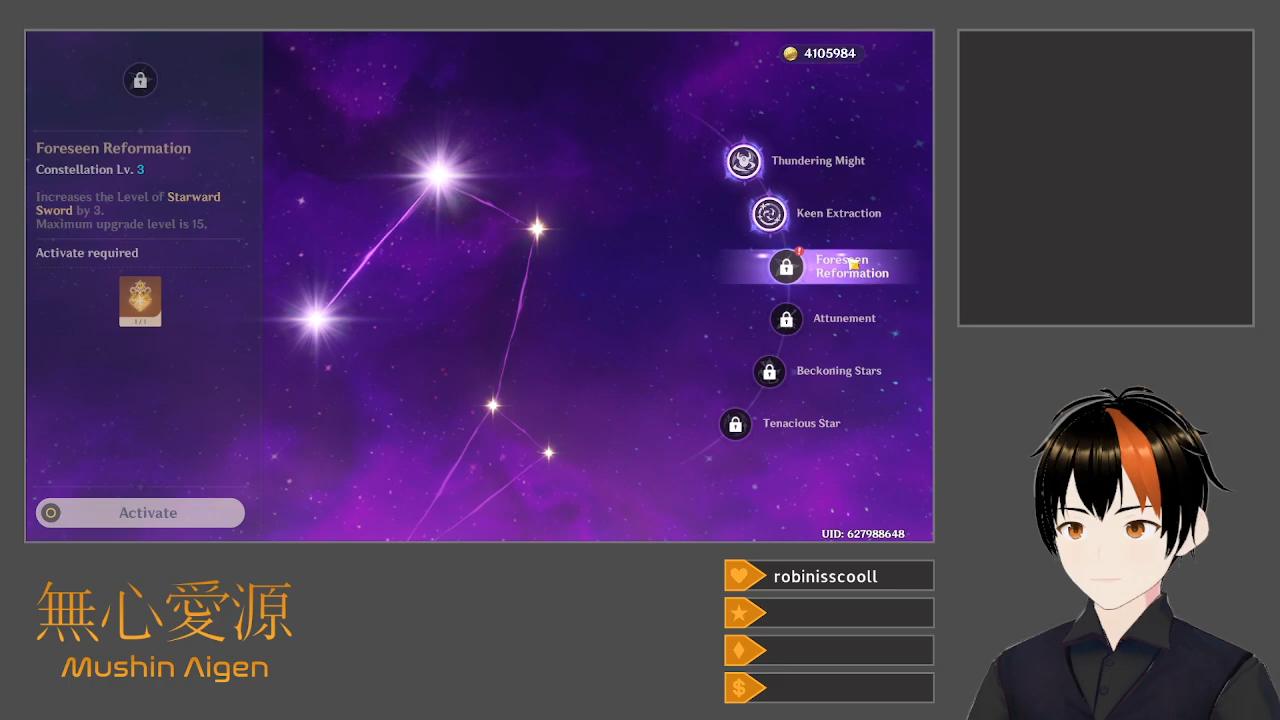 4105984
Foreseen Reformation
Constellation Lv. 3
Increases the Level of Starward
Sword by 3.
Maximum upgrade level is 15.
Activate required
1/1
Activate
Thundering Might
Keen Extraction
Foreseen
Reformation
Attunement
Beckoning Stars
Tenacious Star
UID: 627988648
無心愛源
Mushin Aigen
robinisscooll
$